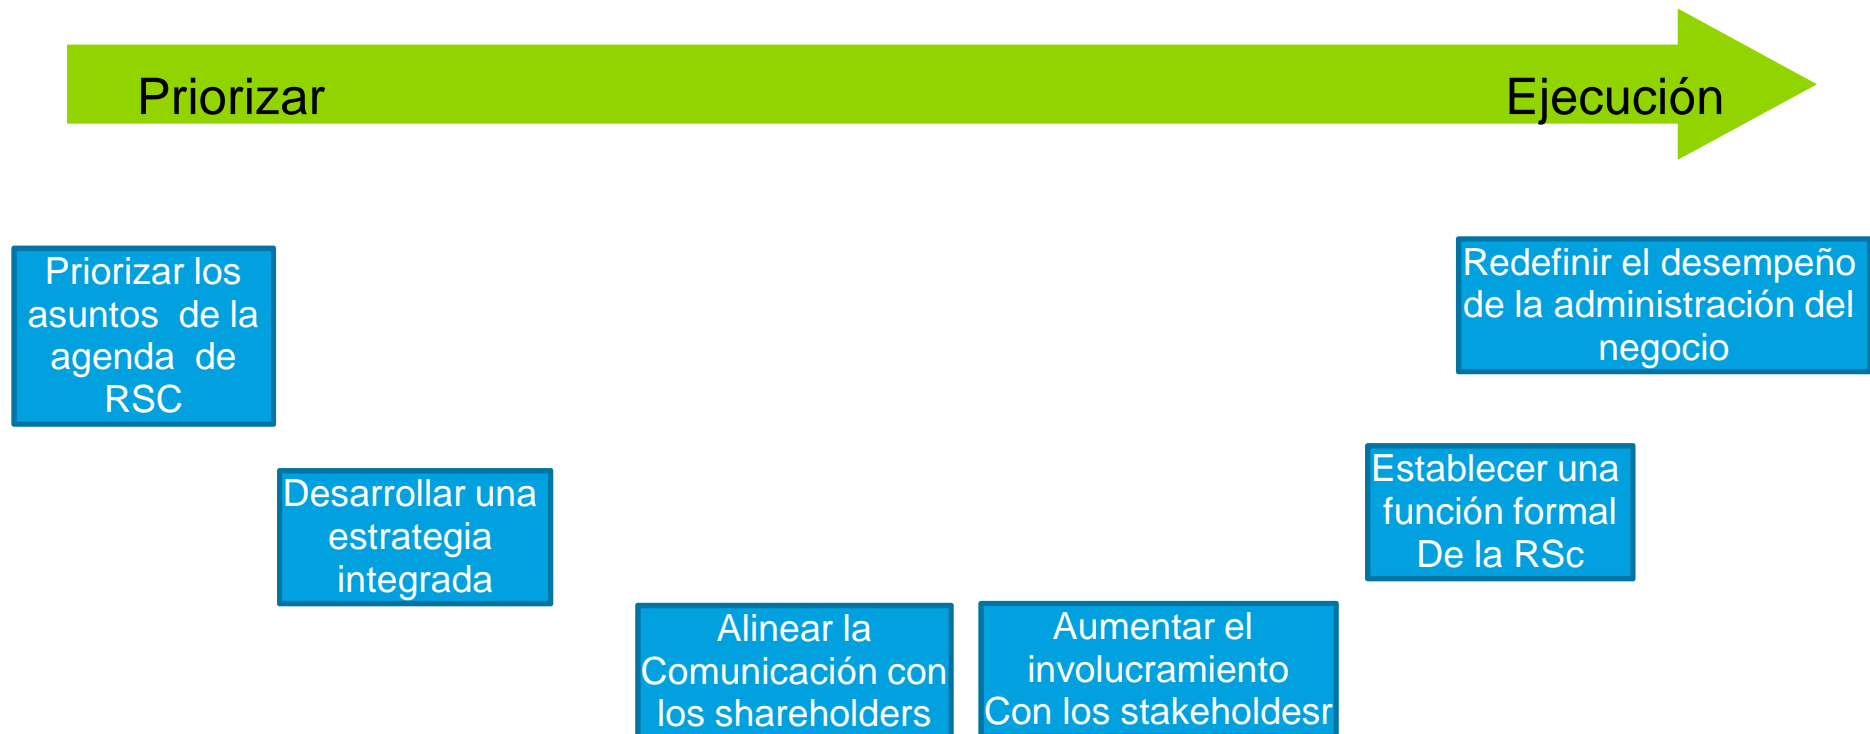 Priorizar
Ejecución
Priorizar los
asuntos de la
agenda de
RSC
Desarrollar una
estrategia
integrada
Alinear la
Comunicación con
los shareholders
Aumentar el
involucramiento
Con los stakeholdesr
Establecer una
función formal
De la RSc
Redefinir el desempeño
de la administración del
negocio